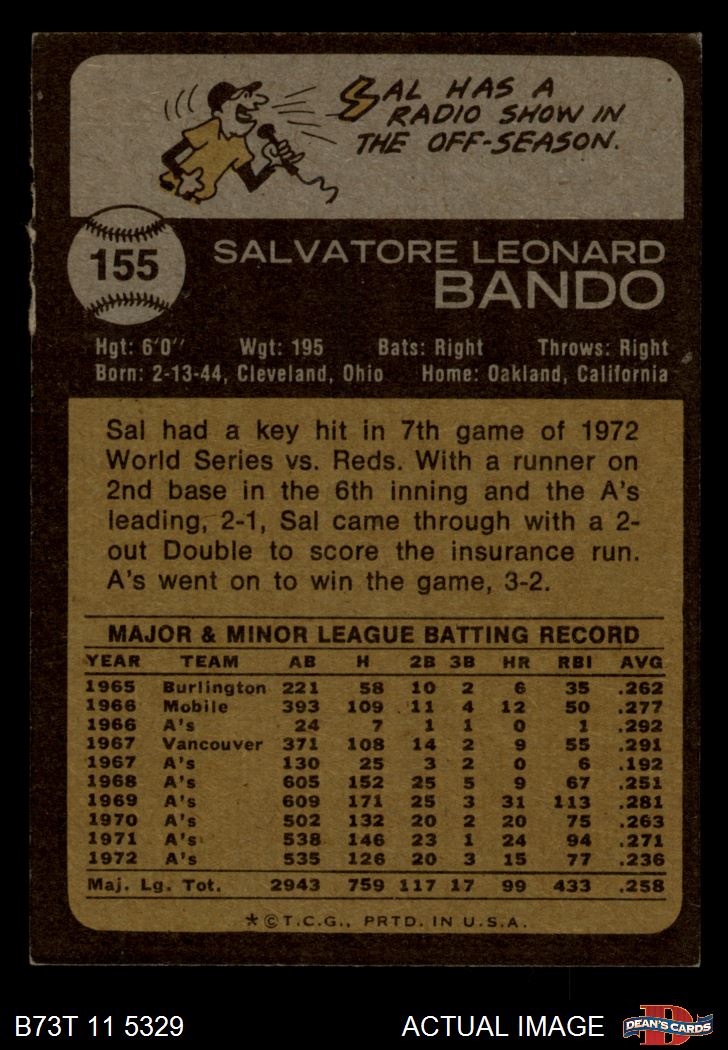 SAL HAS A
RADIO SHOW IN
THE OFF-SEASON.
155
SALVATORE LEONARD
BANDO
Hgt: 6'0" Wgt: 195 Bats: Right Throws: Right
Born: 2-13-44, Cleveland, Ohio Home: Oakland, California
Sal had a key hit in 7th game of 1972
World Series vs. Reds. With a runner on
2nd base in the 6th inning and the A's
leading, 2-1, Sal came through with a 2-
out Double to score the insurance run.
A's went on to win the game, 3-2.
MAJOR & MINOR LEAGUE BATTING RECORD
YEAR TEAM AB H 2B 3B HR RBI AVG
1965 Burlington 221 58 10 2 6 35 .262
1966 Mobile 393 109 11 4 12 50 .277
1966 A's 24 7 1 1 0 1 .292
1967 Vancouver 371 108 14 2 9 55 .291
1967 A's 130 25 3 2 0 6 .192
1968 A's 605 152 25 5 9 67 .251
1969 A's 609 171 25 3 31 113 .281
1970 A's 502 132 20 2 20 75 .263
1971 A's 538 146 23 1 24 94 .271
1972 A's 535 126 20 3 15 77 .236
Maj. Lg. Tot. 2943 759 117 17 99 433 .258
*©T.C.G., PRTD. IN U.S.A.
B73T 11 5329 ACTUAL IMAGE
D
DEAN'S CARDS